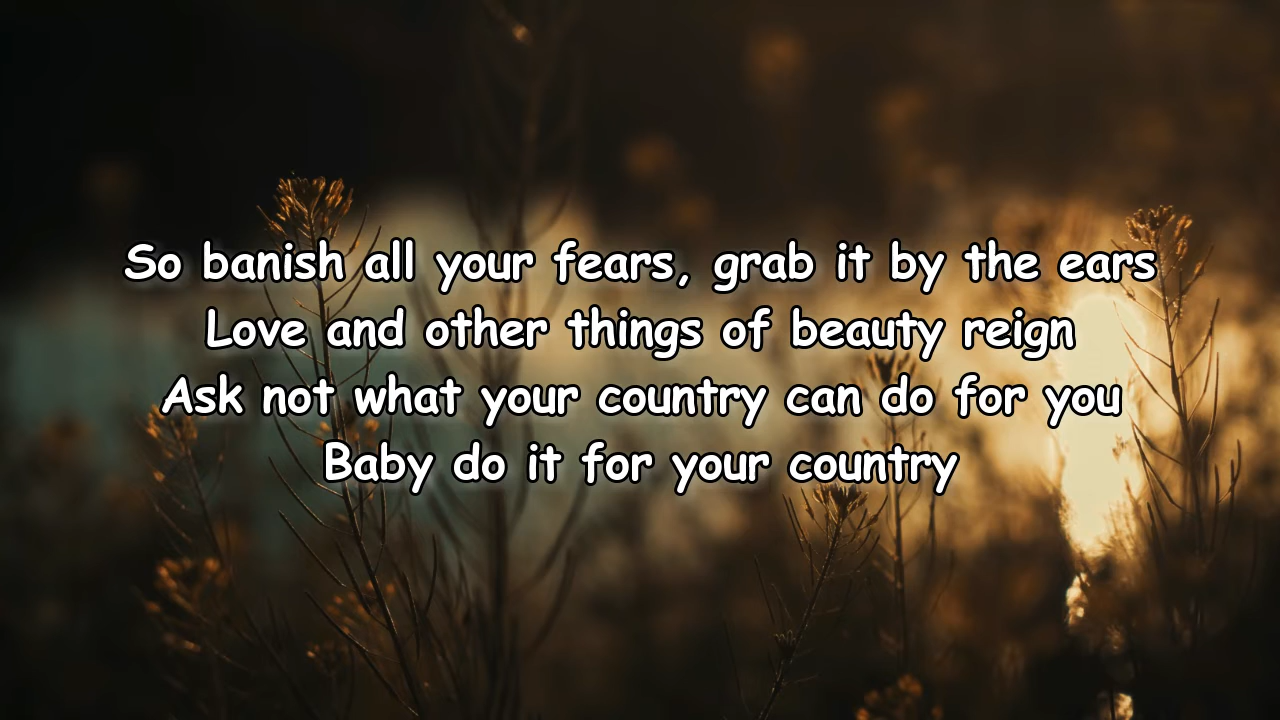 So banish all your fears, grab it by the ears
Love and other things of beauty reign
Ask not what your country can do for you
Baby do it for your country